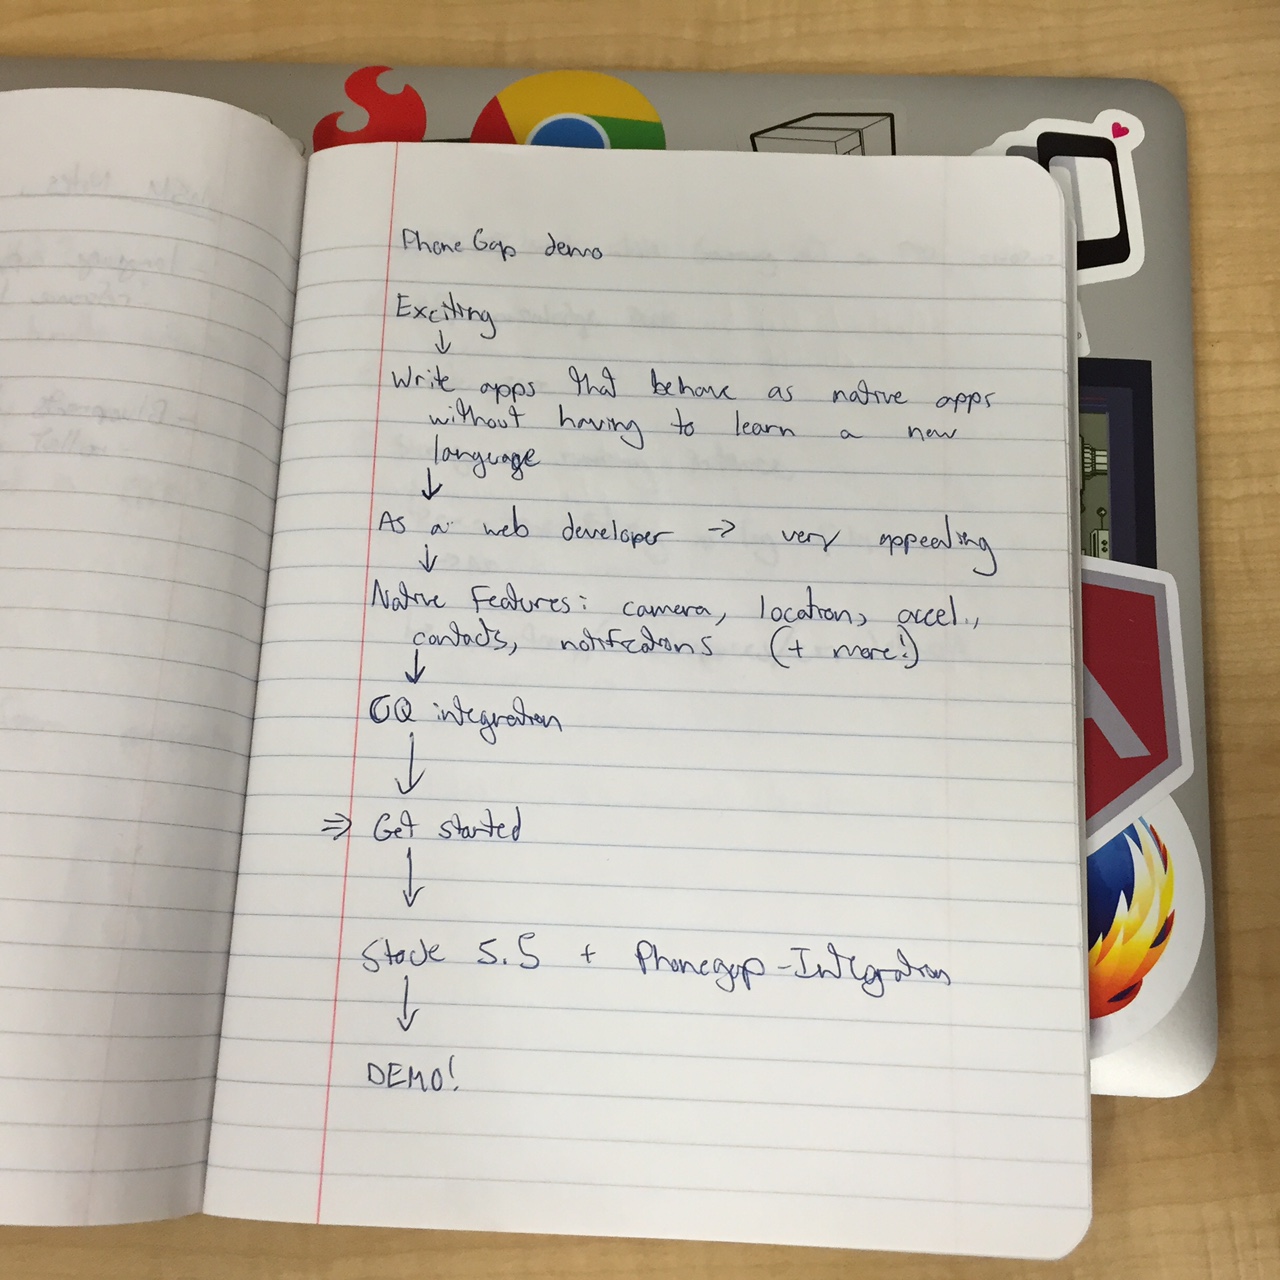 PhoneGap demo
Exciting
↓
Write apps that behave as native apps
without having to learn a new
language
↓
As a web developer → very appealing
↓
Native features: camera, location, accel.,
contacts, notifications (+ more!)
↓
CQ integration
↓
⇒ Get started
↓
5.5 + Phonegap-Integration
↓
DEMO!